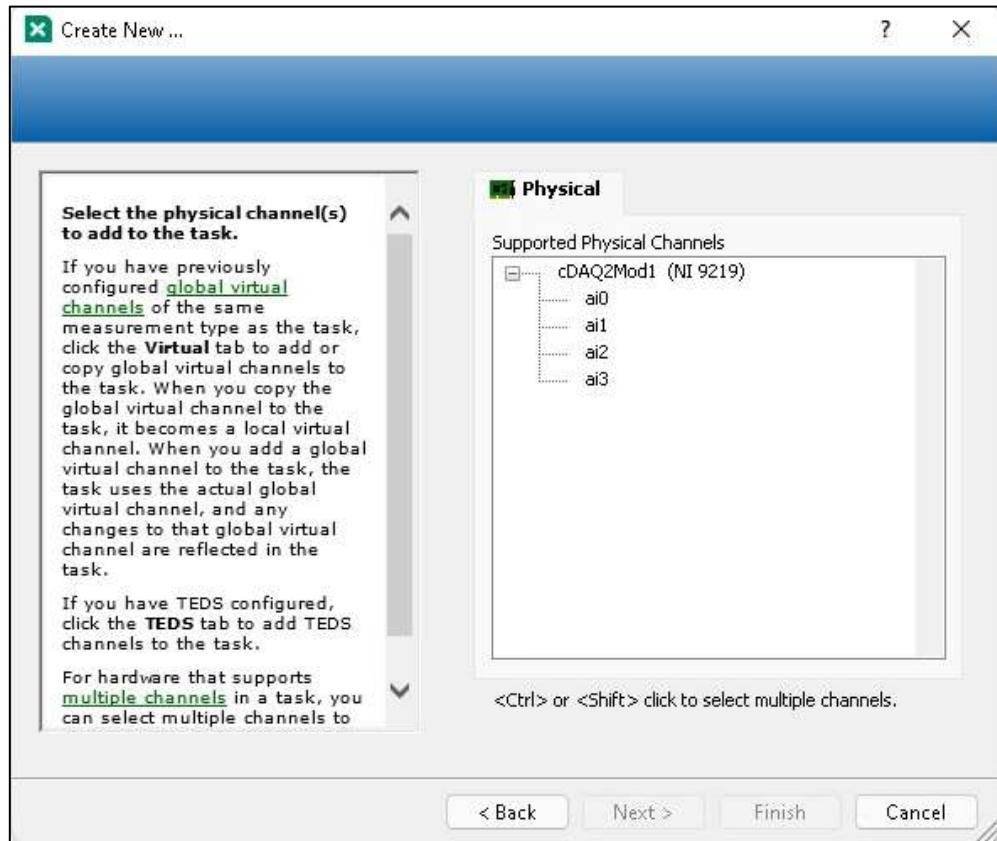 Create New ...
?
Select the physical channel(s)
to add to the task.
If you have previously
configured global virtual
channels of the same
measurement type as the task,
click the Virtual tab to add or
copy global virtual channels to
the task. When you copy the
global virtual channel to the
task, it becomes a local virtual
channel. When you add a global
virtual channel to the task, the
task uses the actual global
virtual channel, and any
changes to that global virtual
channel are reflected in the
task.
If you have TEDS configured,
click the TEDS tab to add TEDS
channels to the task.
For hardware that supports
multiple channels in a task, you
can select multiple channels to
Physical
Supported Physical Channels
cDAQ2Mod1 (NI 9219)
ai0
ai1
ai2
ai3
<Ctrl> or <Shift> click to select multiple channels.
< Back
Next >
Finish
Cancel